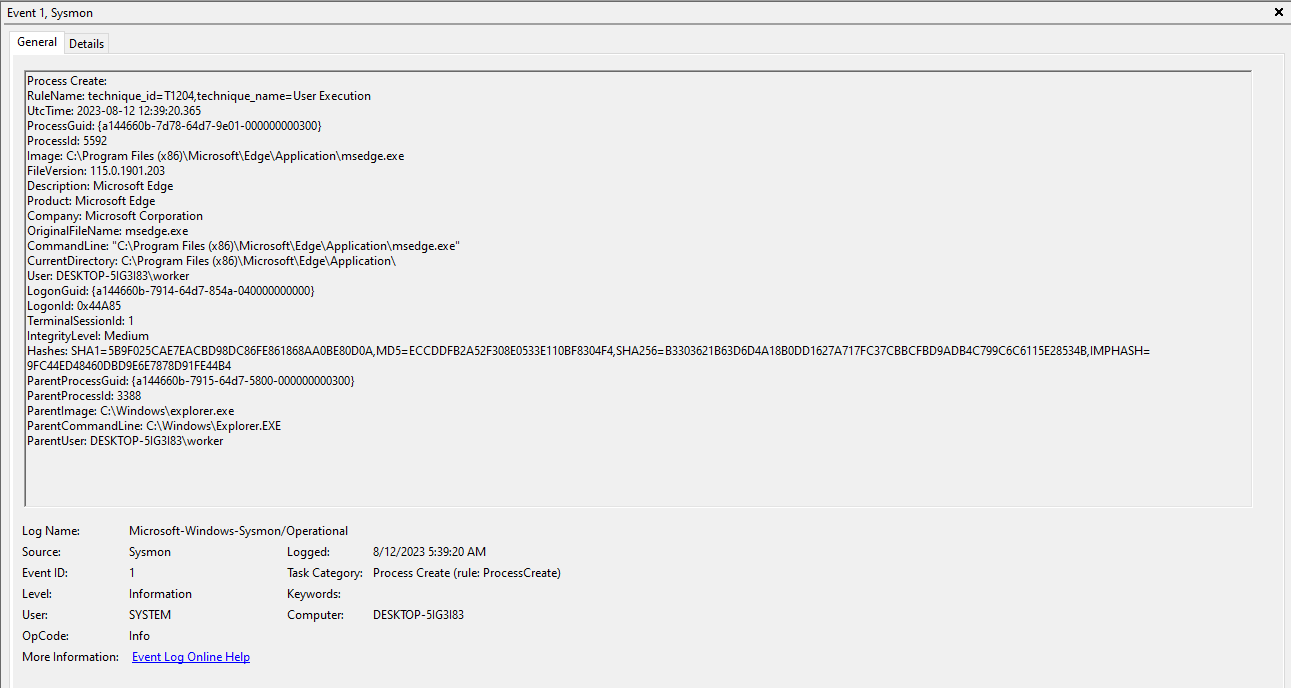 Event 1, Sysmon
General
Details
Process Create:
RuleName: technique_id=T1204,technique_name=User Execution
UtcTime: 2023-08-12 12:39:20.365
ProcessGuid: {a144660b-7d78-64d7-9e01-000000000300}
ProcessId: 5592
Image: C:\Program Files (x86)\Microsoft\Edge\Application\msedge.exe
FileVersion: 115.0.1901.203
Description: Microsoft Edge
Product: Microsoft Edge
Company: Microsoft Corporation
OriginalFileName: msedge.exe
CommandLine: "C:\Program Files (x86)\Microsoft\Edge\Application\msedge.exe"
CurrentDirectory: C:\Program Files (x86)\Microsoft\Edge\Application\
User: DESKTOP-5IG3I83\worker
LogonGuid: {a144660b-7914-64d7-854a-040000000000}
LogonId: 0x44A85
TerminalSessionId: 1
IntegrityLevel: Medium
Hashes: SHA1=5B9F025CAE7EACBD98DC86FE861868AA0BE80D0A,MD5=ECCDDFB2A52F308E0533E110BF8304F4,SHA256=B3303621B63D6D4A18B0DD1627A717FC37CBBCFBD9ADB4C799C6C6115E28534B,IMPHASH=
9FC44ED48460DBD9E6E7878D91FE44B4
ParentProcessGuid: {a144660b-7915-64d7-5800-000000000300}
ParentProcessId: 3388
ParentImage: C:\Windows\explorer.exe
ParentCommandLine: C:\Windows\Explorer.EXE
ParentUser: DESKTOP-5IG3I83\worker
Log Name: Microsoft-Windows-Sysmon/Operational
Source: Sysmon Logged: 8/12/2023 5:39:20 AM
Event ID: 1 Task Category: Process Create (rule: ProcessCreate)
Level: Information Keywords:
User: SYSTEM Computer: DESKTOP-5IG3I83
OpCode: Info
More Information: Event Log Online Help